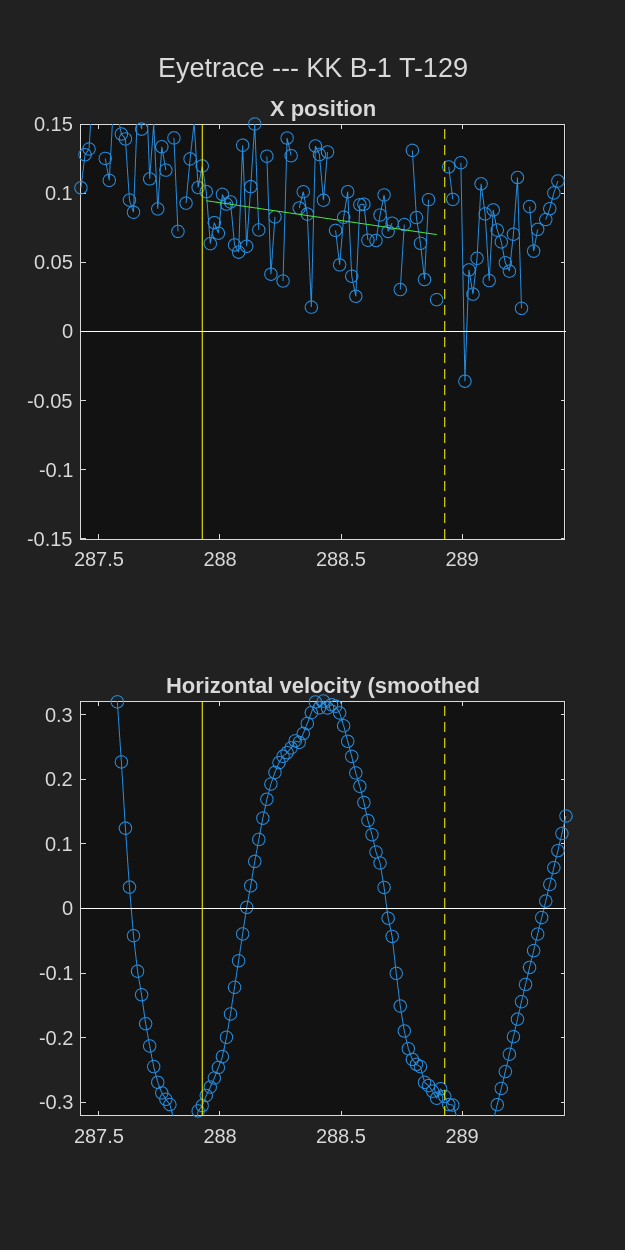 Eyetrace --- KK B-1 T-129
X position
0.15
0.1
0.05
0
-0.05
-0.1
-0.15
287.5 288 288.5 289
Horizontal velocity (smoothed
0.3
0.2
0.1
0
-0.1
-0.2
-0.3
287.5 288 288.5 289